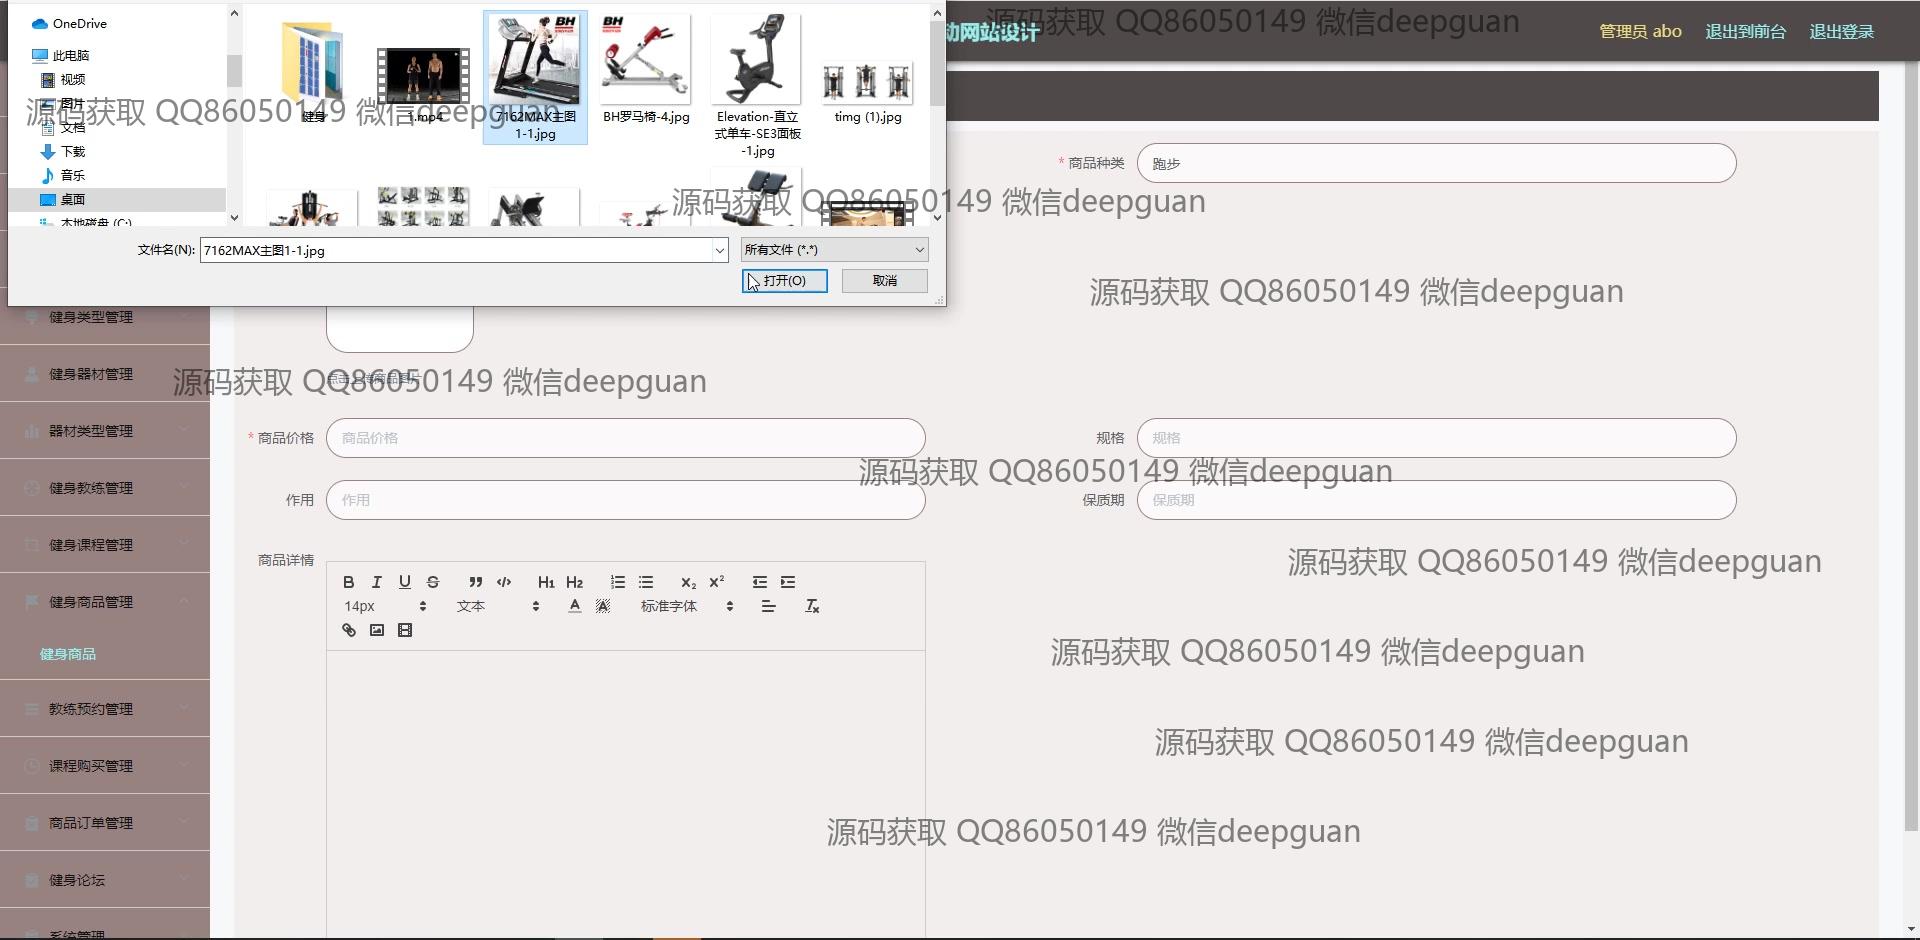 OneDrive
此电脑
视频
图片
文档
下载
音乐
桌面
本地磁盘 (C:)
健身
1.mp4
7162MAX主图
1-1.jpg
BH罗马椅-4.jpg
Elevation-直立
式单车-SE3面板
-1.jpg
timg (1).jpg
BH
BH
文件名(N):
7162MAX主图1-1.jpg
所有文件 (*.*)
打开(O)
取消
动网站设计
管理员 abo
退出到前台
退出登录
* 商品种类
跑步
点击上传商品图片
* 商品价格
商品价格
规格
规格
作用
作用
保质期
保质期
商品详情
B I U S
H1 H2
X2 X2
14px
文本
A A
标准字体
健身类型管理
健身器材管理
器材类型管理
健身教练管理
健身课程管理
健身商品管理
健身商品
教练预约管理
课程购买管理
商品订单管理
健身论坛
系统管理
源码获取 QQ86050149 微信deepguan
源码获取 QQ86050149 微信deepguan
源码获取 QQ86050149 微信deepguan
源码获取 QQ86050149 微信deepguan
源码获取 QQ86050149 微信deepguan
源码获取 QQ86050149 微信deepguan
源码获取 QQ86050149 微信deepguan
源码获取 QQ86050149 微信deepguan
源码获取 QQ86050149 微信deepguan
源码获取 QQ86050149 微信deepguan